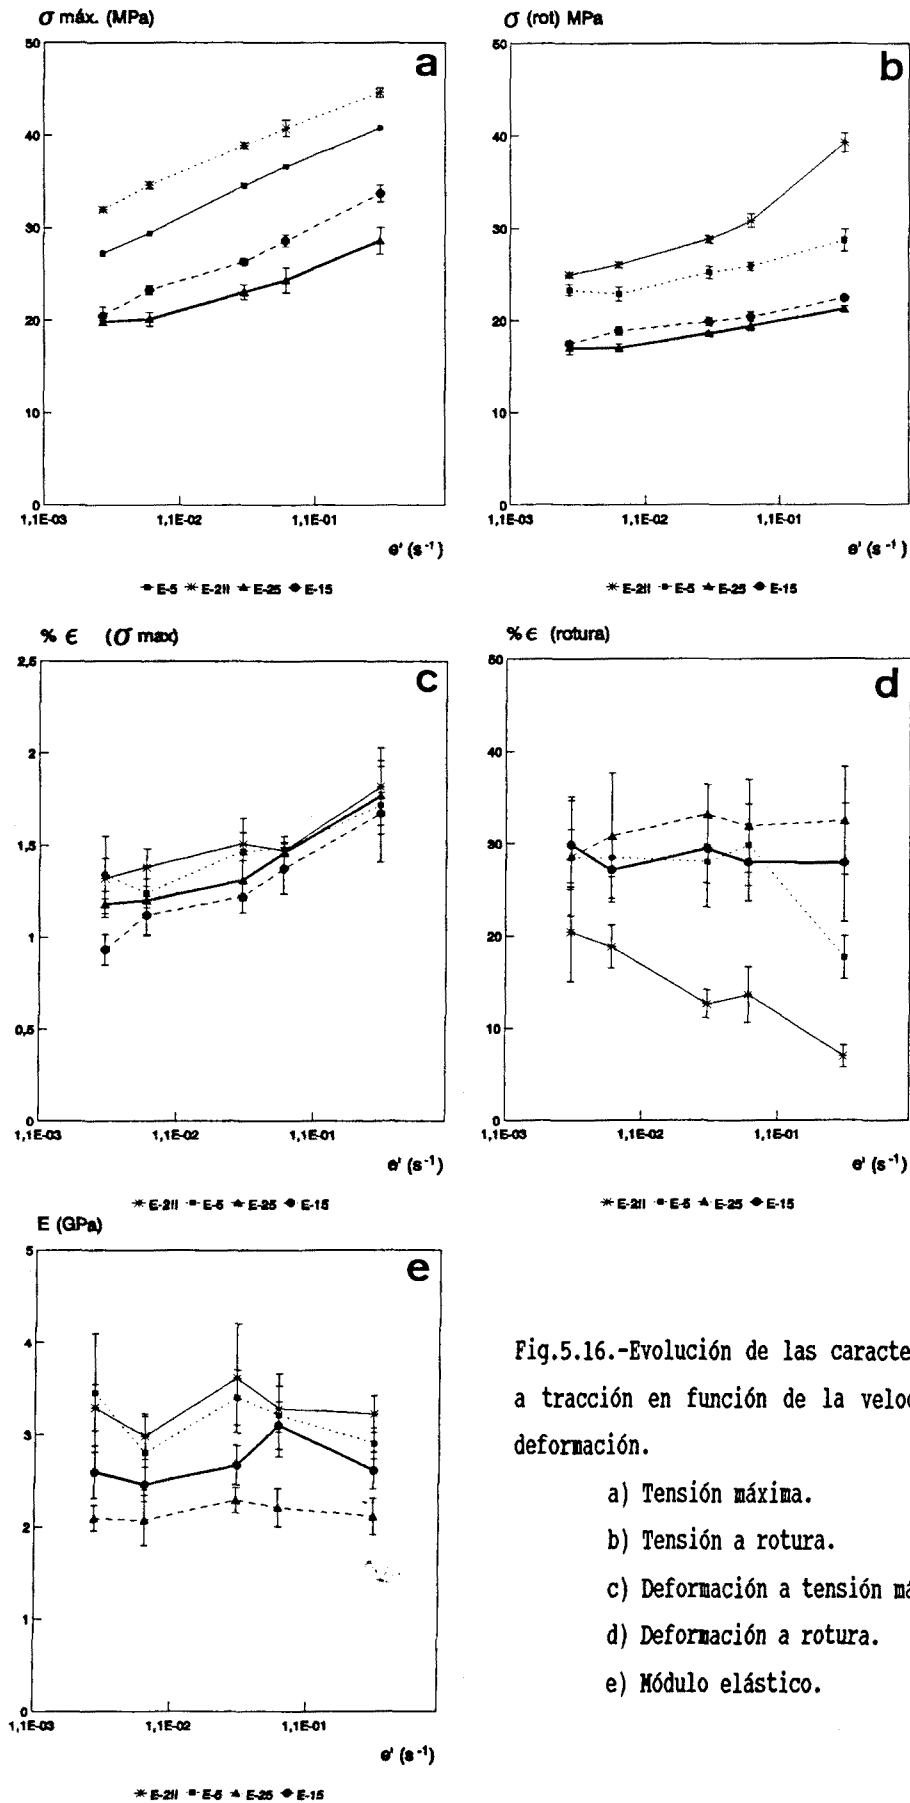 σ máx. (MPa)
a
50
40
30
20
10
0
1,1E-03 1,1E-02 1,1E-01
e' (s⁻¹)
E-5 E-2II E-25 E-15
σ (rot) MPa
b
50
40
30
20
10
0
1,1E-03 1,1E-02 1,1E-01
e' (s⁻¹)
E-2II E-5 E-25 E-15
% ϵ (σ max)
c
2,5
2
1,5
1
0,5
0
1,1E-03 1,1E-02 1,1E-01
e' (s⁻¹)
E-2II E-5 E-25 E-15
% ϵ (rotura)
d
50
40
30
20
10
0
1,1E-03 1,1E-02 1,1E-01
e' (s⁻¹)
E-2II E-5 E-25 E-15
E (GPa)
e
5
4
3
2
1
0
1,1E-03 1,1E-02 1,1E-01
e' (s⁻¹)
E-2II E-5 E-25 E-15
Fig.5.16.-Evolución de las caracte
a tracción en función de la veloc
deformación.
a) Tensión máxima.
b) Tensión a rotura.
c) Deformación a tensión má
d) Deformación a rotura.
e) Módulo elástico.